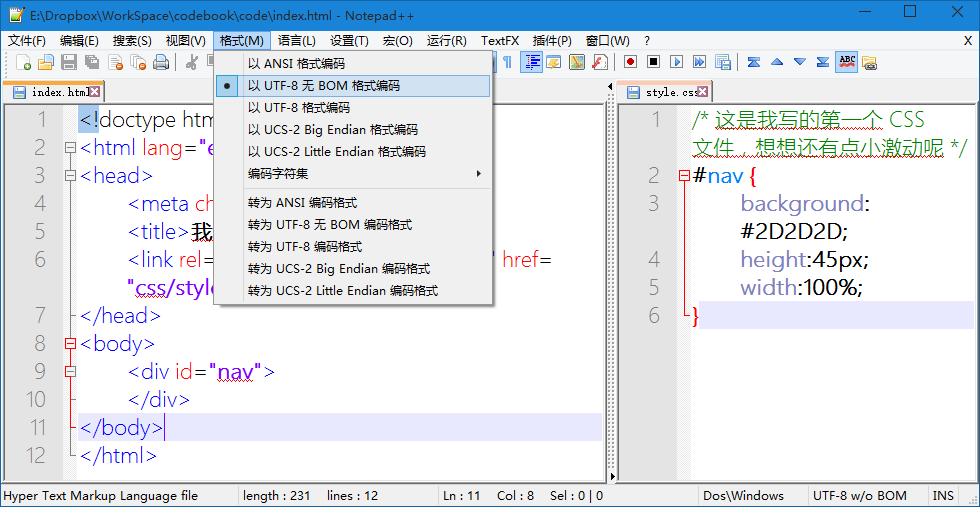 E:\Dropbox\WorkSpace\codebook\code\index.html - Notepad++
文件(F) 编辑(E) 搜索(S) 视图(V) 格式(M) 语言(L) 设置(T) 宏(O) 运行(R) TextFX 插件(P) 窗口(W) ? X
ABC
以 ANSI 格式编码
以 UTF-8 无 BOM 格式编码
以 UTF-8 格式编码
以 UCS-2 Big Endian 格式编码
以 UCS-2 Little Endian 格式编码
编码字符集
转为 ANSI 编码格式
转为 UTF-8 无 BOM 编码格式
转为 UTF-8 编码格式
转为 UCS-2 Big Endian 编码格式
转为 UCS-2 Little Endian 编码格式
index.html
1 <!doctype htm
2 <html lang="e
3 <head>
4 <meta ch
5 <title>我
6 <link rel= " href=
"css/style
7 </head>
8 <body>
9 <div id="nav">
10 </div>
11 </body>
12 </html>
style.css
1 /* 这是我写的第一个 CSS
文件，想想还有点小激动呢 */
2 #nav {
3 background:
#2D2D2D;
4 height:45px;
5 width:100%;
6 }
Hyper Text Markup Language file length : 231 lines : 12 Ln : 11 Col : 8 Sel : 0 | 0 Dos\Windows UTF-8 w/o BOM INS